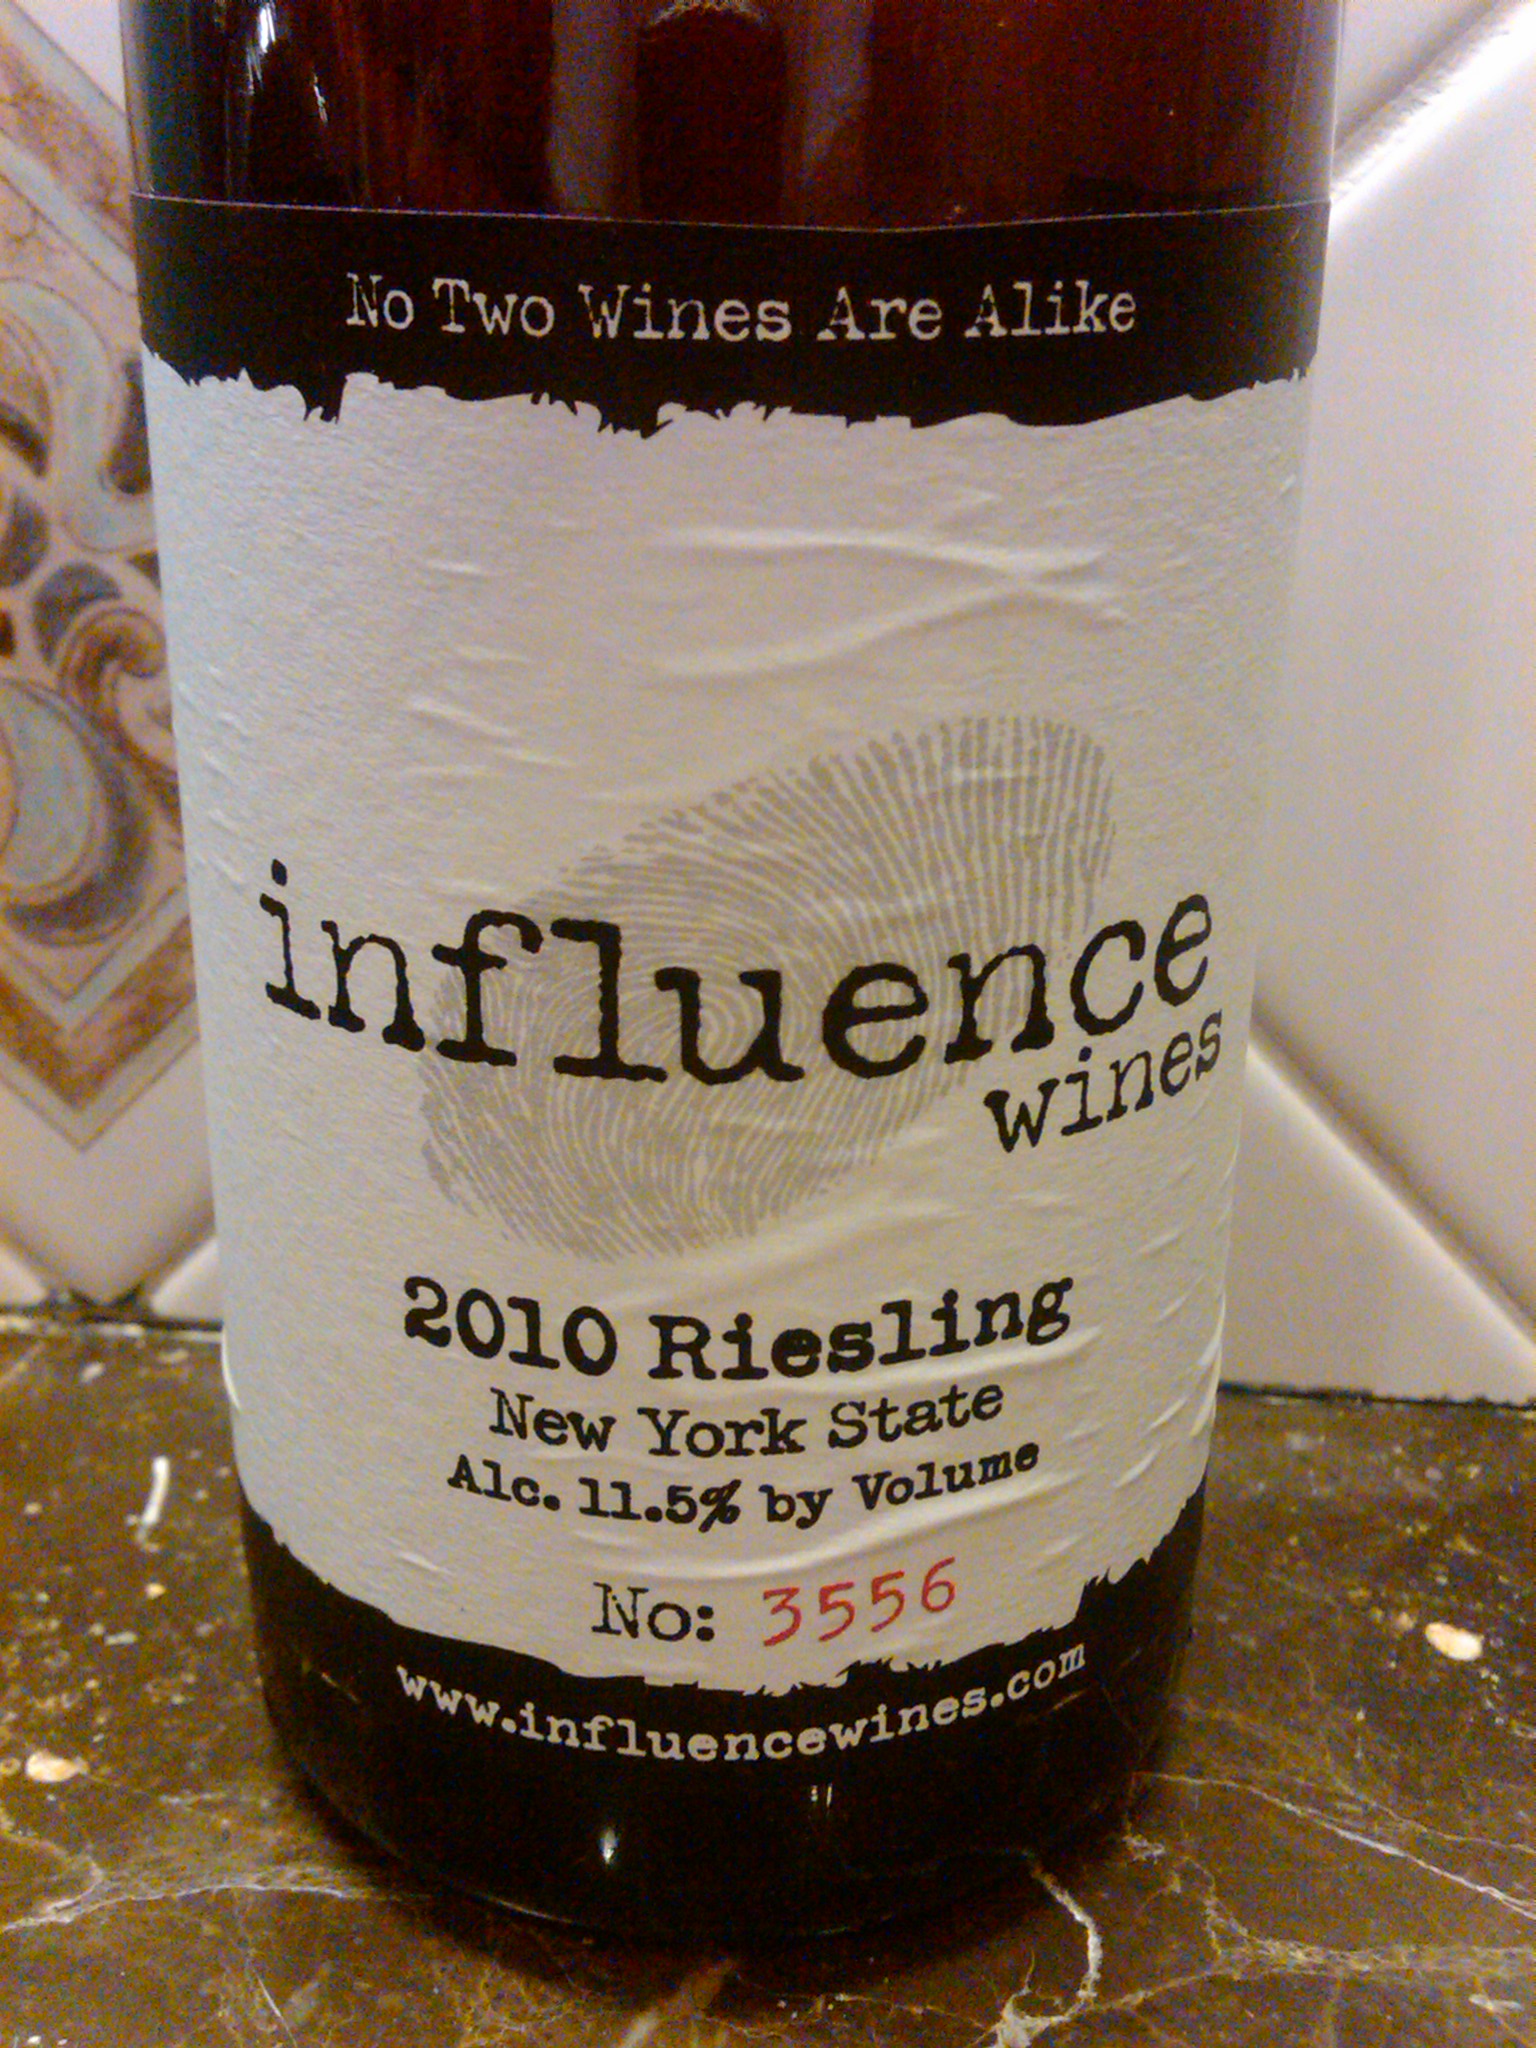 No Two Wines Are Alike
influence
wines
2010 Riesling
New York State
Alc. 11.5% by Volume
No: 3556
www.influencewines.com